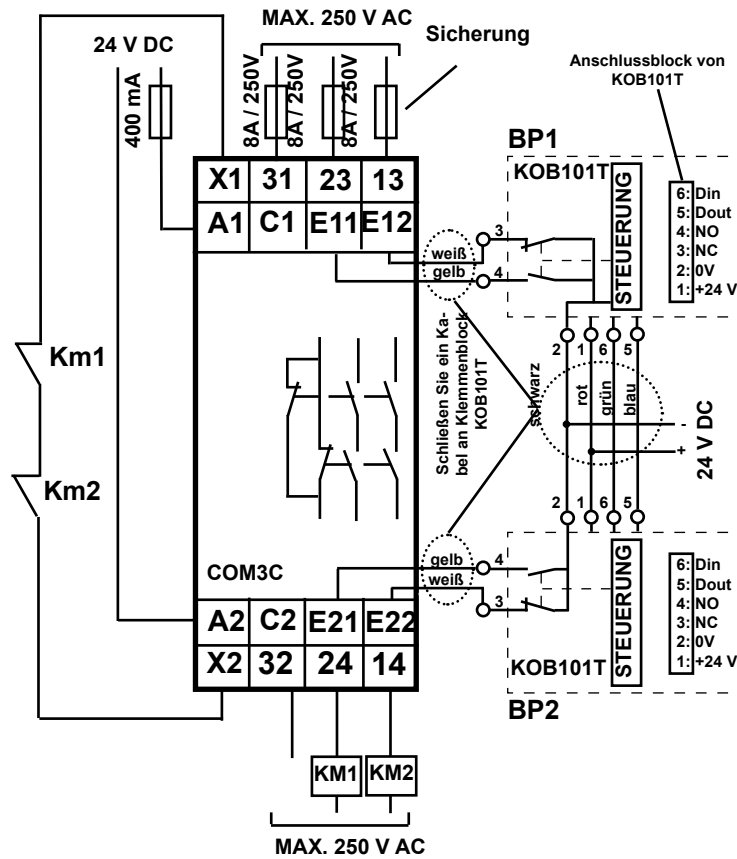 MAX. 250 V AC
24 V DC
Sicherung
400 mA
8A / 250V
8A / 250V
8A / 250V
Anschlussblock von
KOB101T
BP1
KOB101T
STEUERUNG
6: Din
5: Dout
4: NO
3: NC
2: 0V
1: +24 V
X1 31 23 13
A1 C1 E11 E12
3
weiß
gelb
4
2 1 6 5
Km1
Km2
Schließen Sie ein Ka-
bel an Klemmenblock
KOB101T
schwarz
rot
grün
blau
-
+
24 V DC
2 1 6 5
COM3C
gelb
weiß
4
3
A2 C2 E21 E22
X2 32 24 14
STEUERUNG
6: Din
5: Dout
4: NO
3: NC
2: 0V
1: +24 V
KOB101T
BP2
KM1 KM2
MAX. 250 V AC